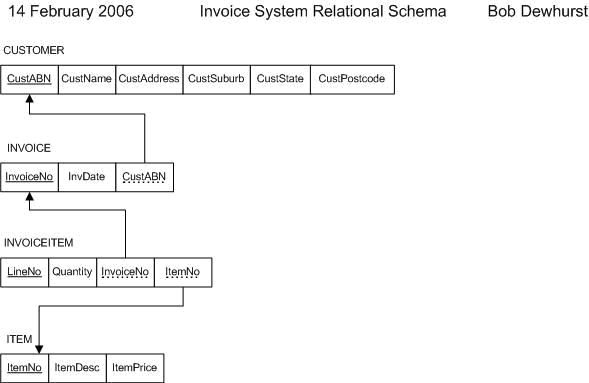 14 February 2006 Invoice System Relational Schema Bob Dewhurst
CUSTOMER
CustABN CustName CustAddress CustSuburb CustState CustPostcode
INVOICE
InvoiceNo InvDate CustABN
INVOICEITEM
LineNo Quantity InvoiceNo ItemNo
ITEM
ItemNo ItemDesc ItemPrice